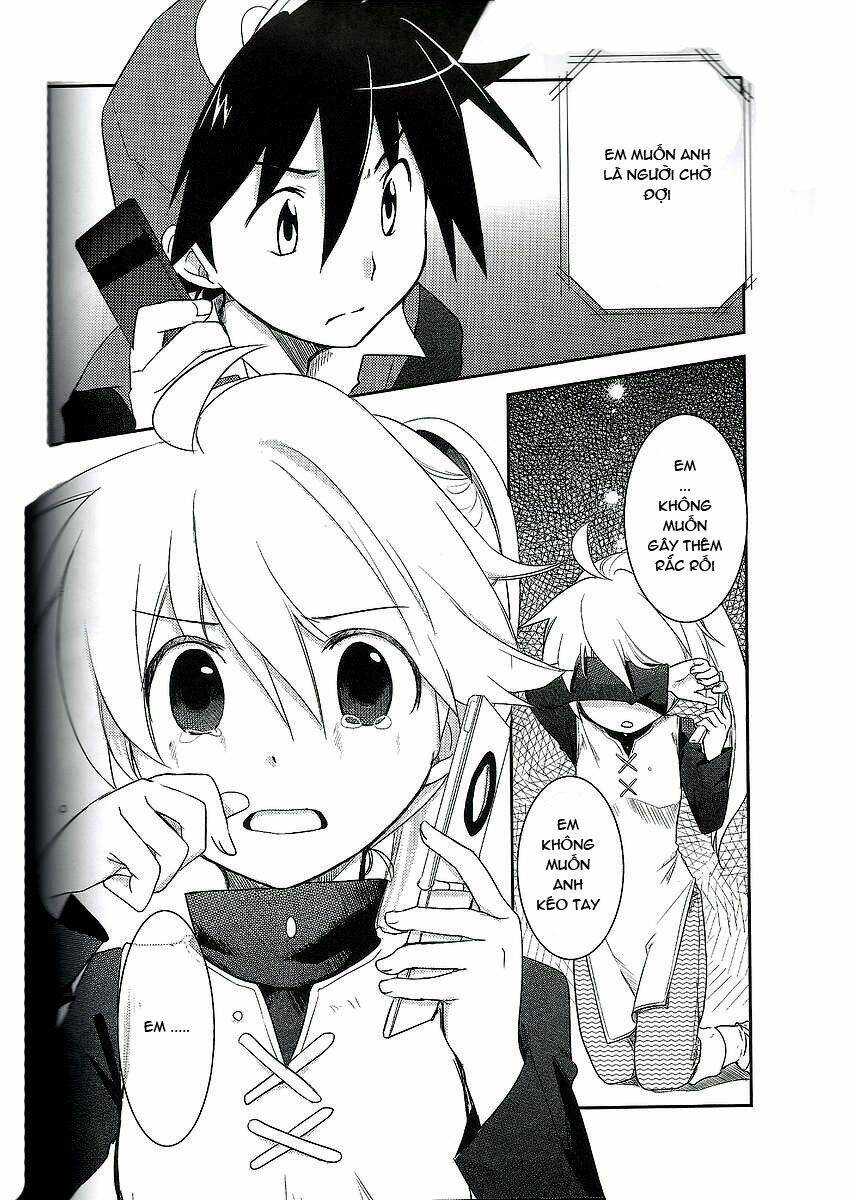 EM MUỐN ANH
LÀ NGƯỜI CHỜ
ĐỢI
EM
...
KHÔNG
MUỐN
GÂY THÊM
RẮC RỐI
EM
KHÔNG
MUỐN
ANH
KÉO TAY
EM .....